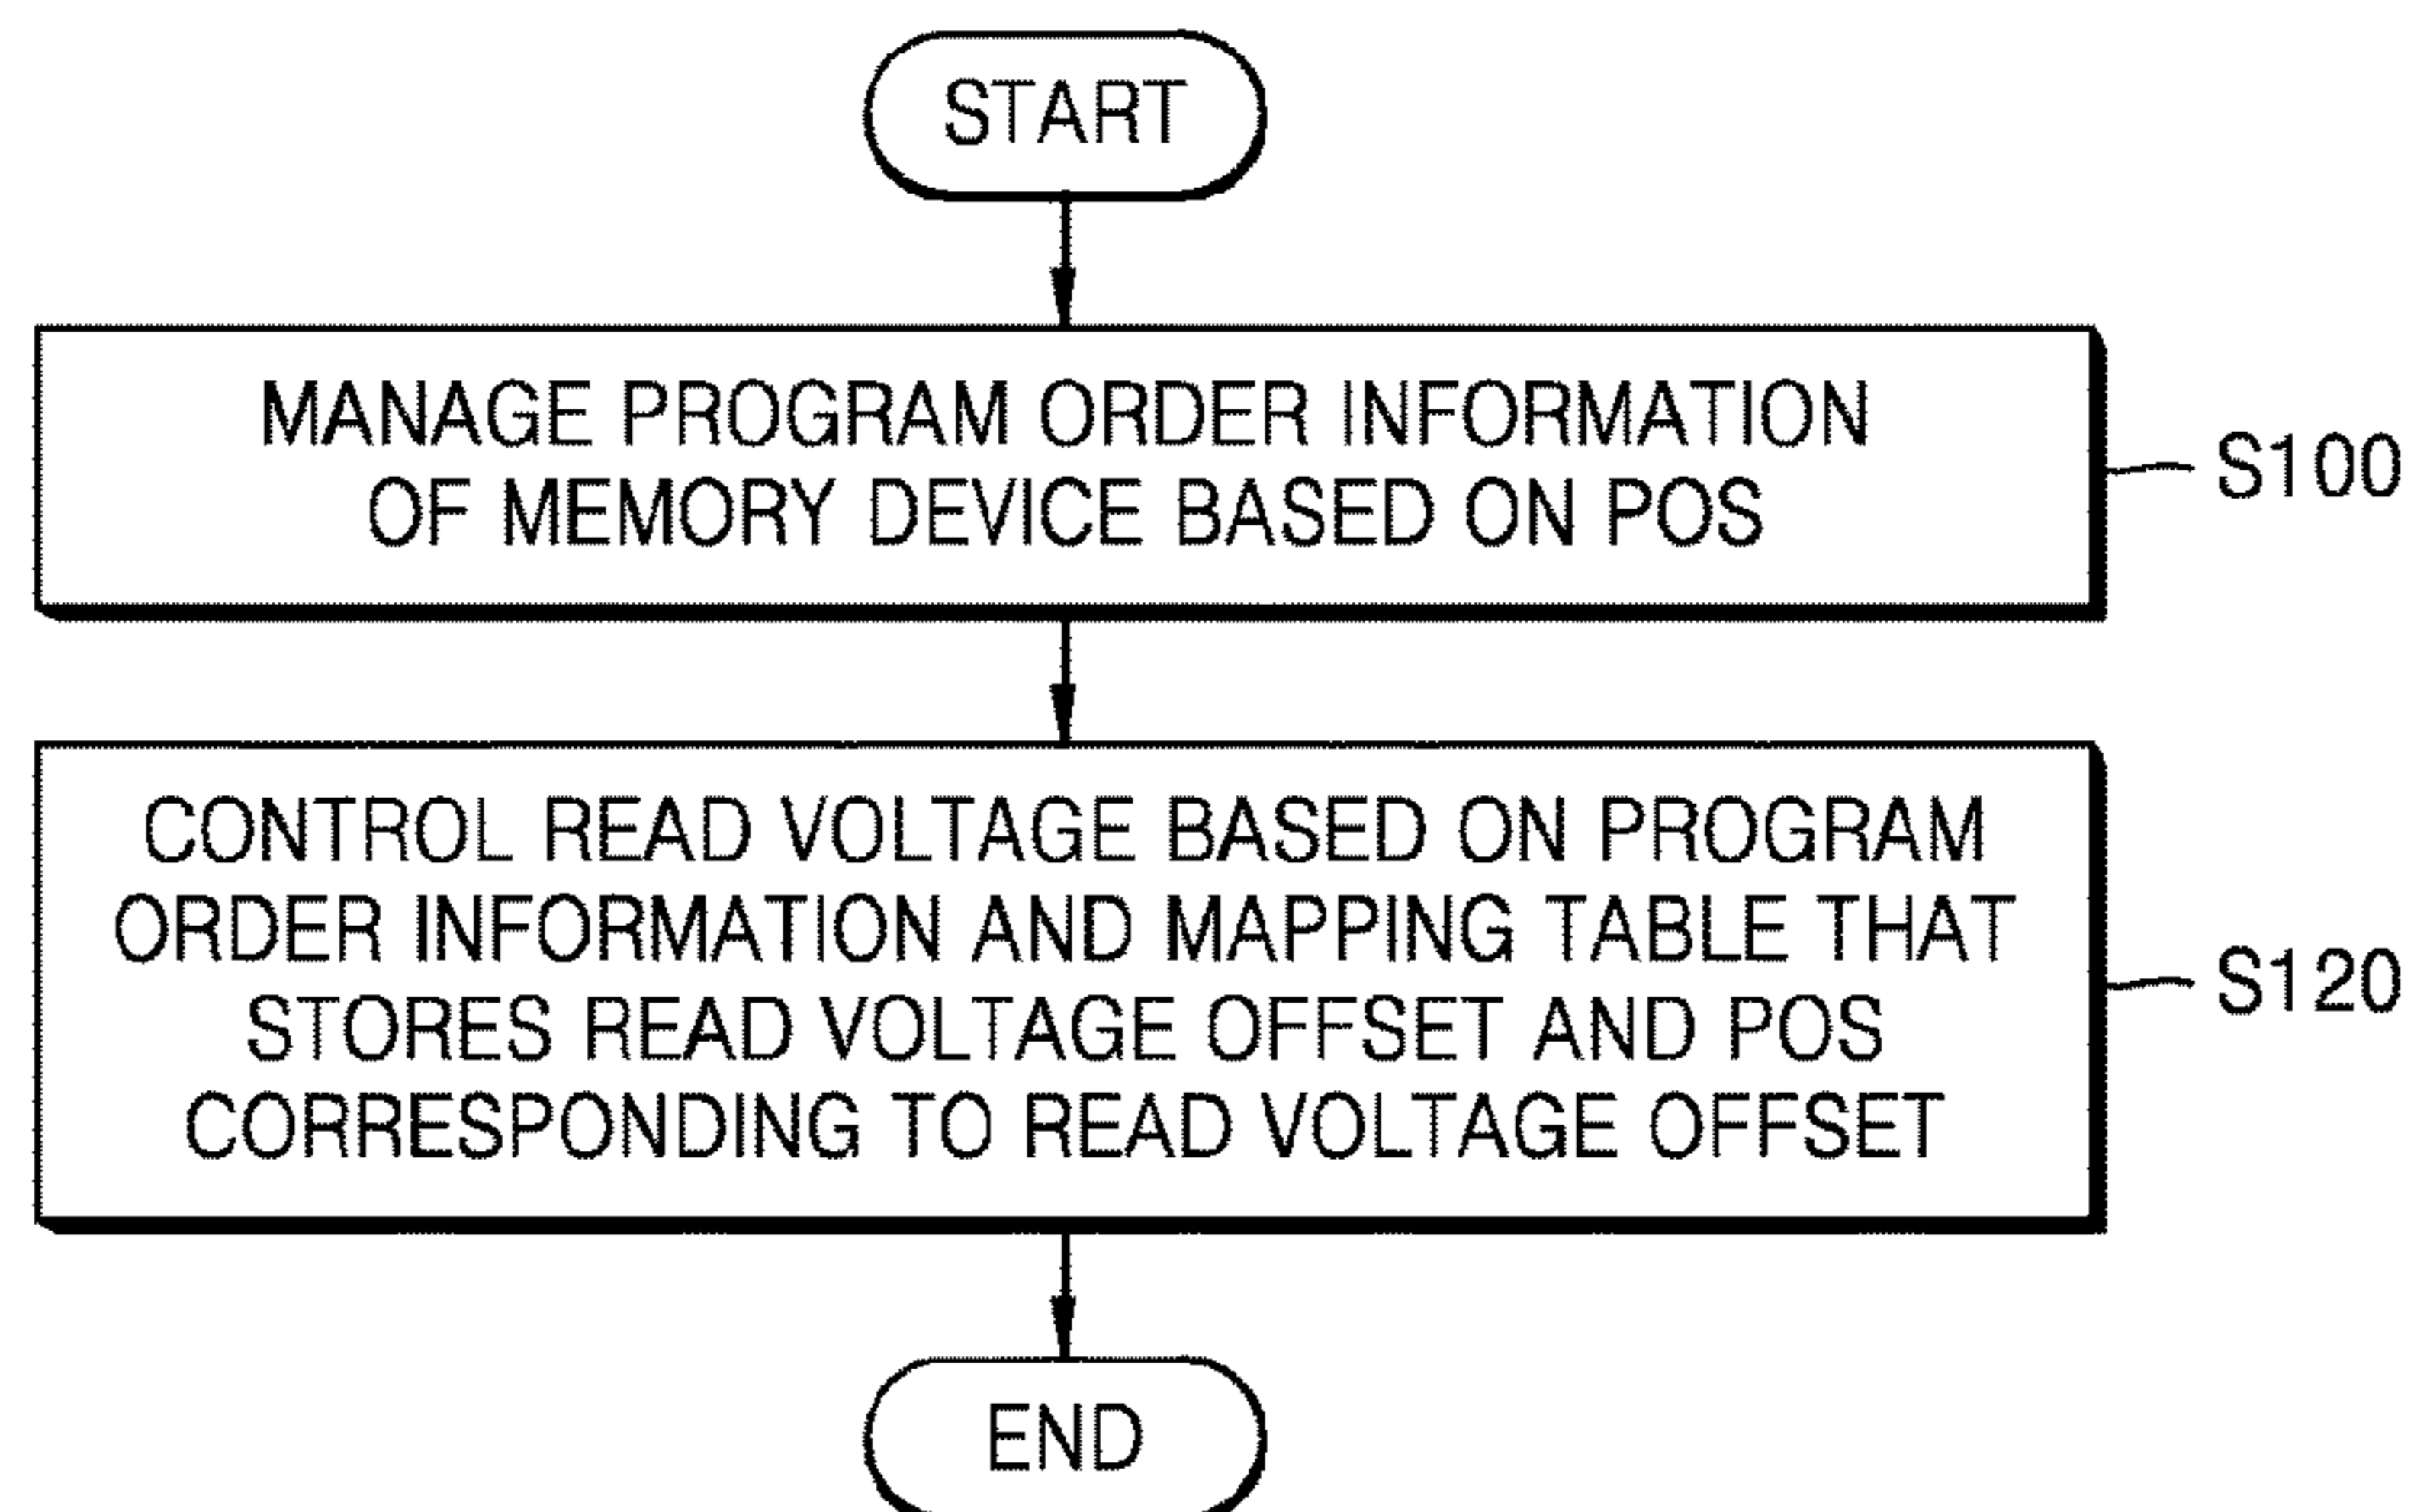 START
MANAGE PROGRAM ORDER INFORMATION
OF MEMORY DEVICE BASED ON POS
S100
CONTROL READ VOLTAGE BASED ON PROGRAM
ORDER INFORMATION AND MAPPING TABLE THAT
STORES READ VOLTAGE OFFSET AND POS
CORRESPONDING TO READ VOLTAGE OFFSET
S120
END